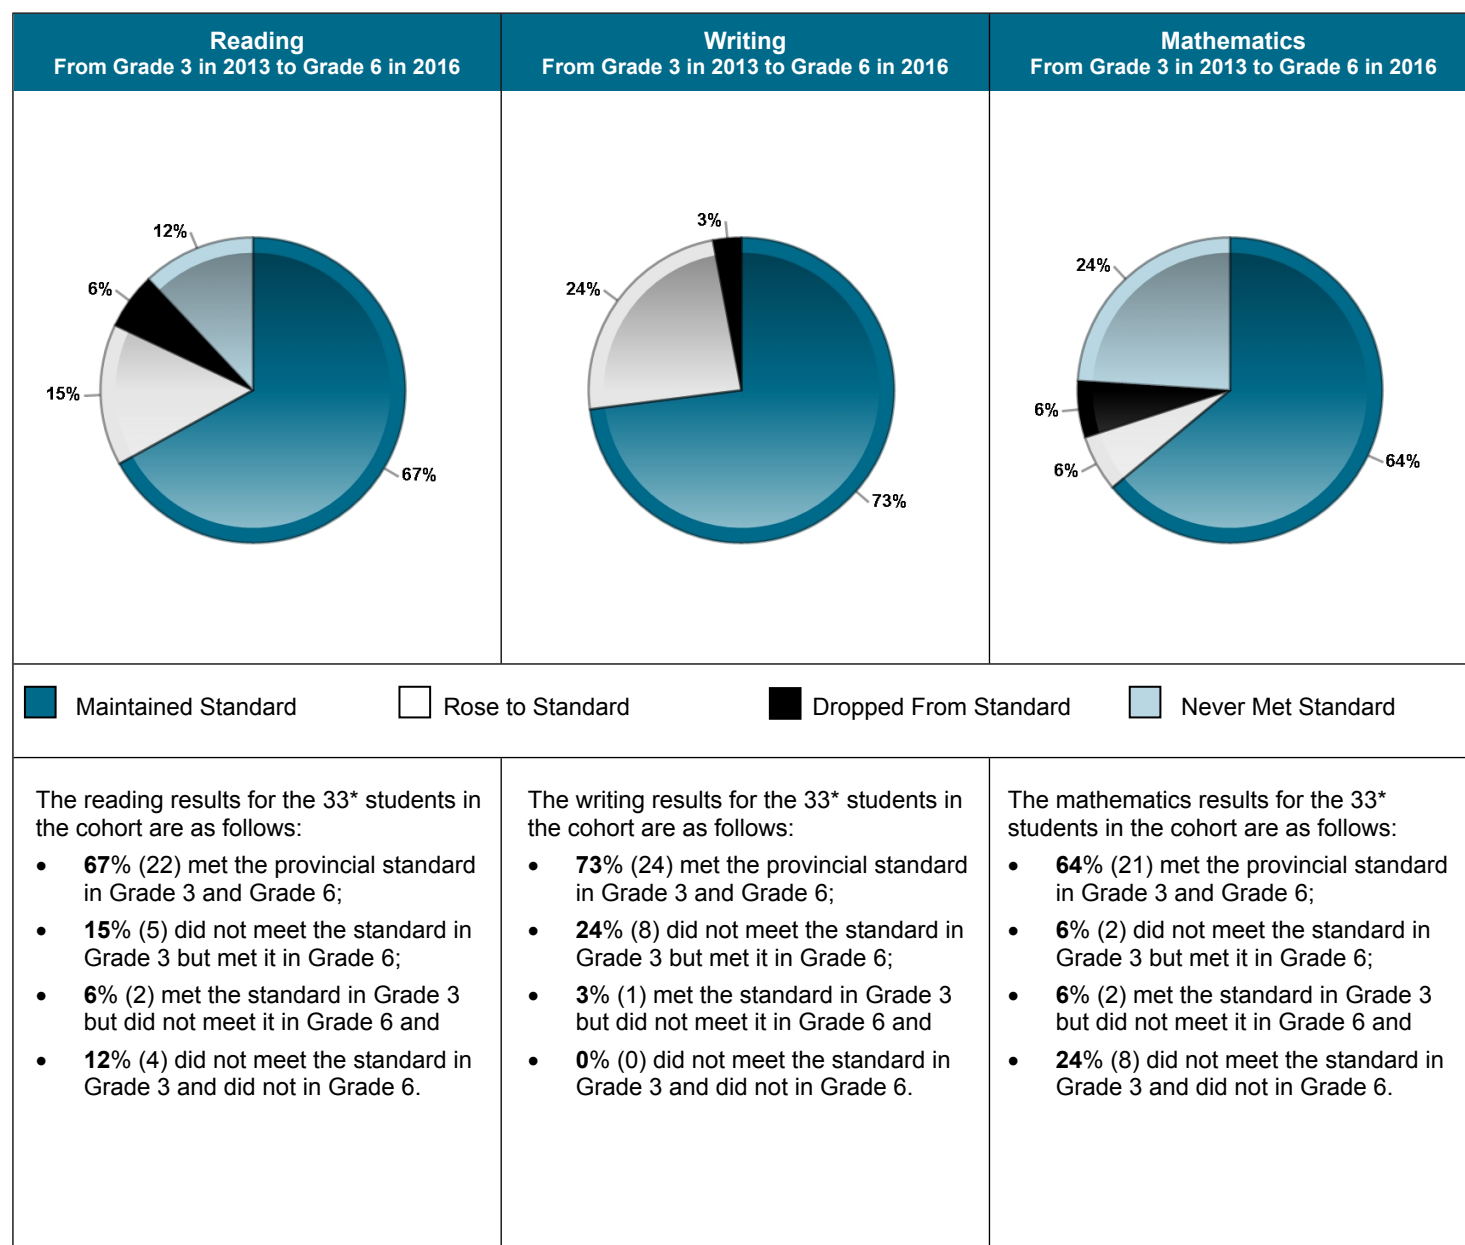 Reading
From Grade 3 in 2013 to Grade 6 in 2016
Writing
From Grade 3 in 2013 to Grade 6 in 2016
Mathematics
From Grade 3 in 2013 to Grade 6 in 2016
12%
6%
15%
67%
3%
24%
73%
24%
6%
6%
64%
Maintained Standard
Rose to Standard
Dropped From Standard
Never Met Standard
The reading results for the 33* students in
the cohort are as follows:
• 67% (22) met the provincial standard
in Grade 3 and Grade 6;
• 15% (5) did not meet the standard in
Grade 3 but met it in Grade 6;
• 6% (2) met the standard in Grade 3
but did not meet it in Grade 6 and
• 12% (4) did not meet the standard in
Grade 3 and did not in Grade 6.
The writing results for the 33* students in
the cohort are as follows:
• 73% (24) met the provincial standard
in Grade 3 and Grade 6;
• 24% (8) did not meet the standard in
Grade 3 but met it in Grade 6;
• 3% (1) met the standard in Grade 3
but did not meet it in Grade 6 and
• 0% (0) did not meet the standard in
Grade 3 and did not in Grade 6.
The mathematics results for the 33*
students in the cohort are as follows:
• 64% (21) met the provincial standard
in Grade 3 and Grade 6;
• 6% (2) did not meet the standard in
Grade 3 but met it in Grade 6;
• 6% (2) met the standard in Grade 3
but did not meet it in Grade 6 and
• 24% (8) did not meet the standard in
Grade 3 and did not in Grade 6.